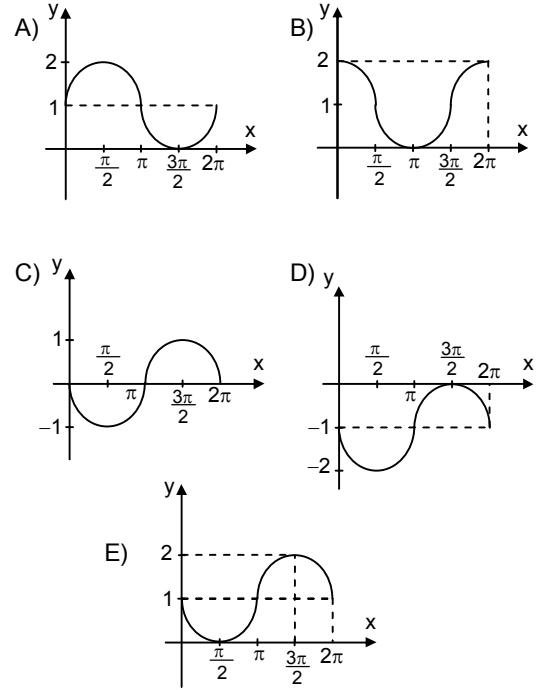 A) y
2
1
x
π/2 π 3π/2 2π
B) y
2
1
x
π/2 π 3π/2 2π
C) y
1
π/2
x
π 3π/2 2π
−1
D) y
π/2 3π/2 2π
x
π
−1
−2
E) y
2
1
x
π/2 π 3π/2 2π